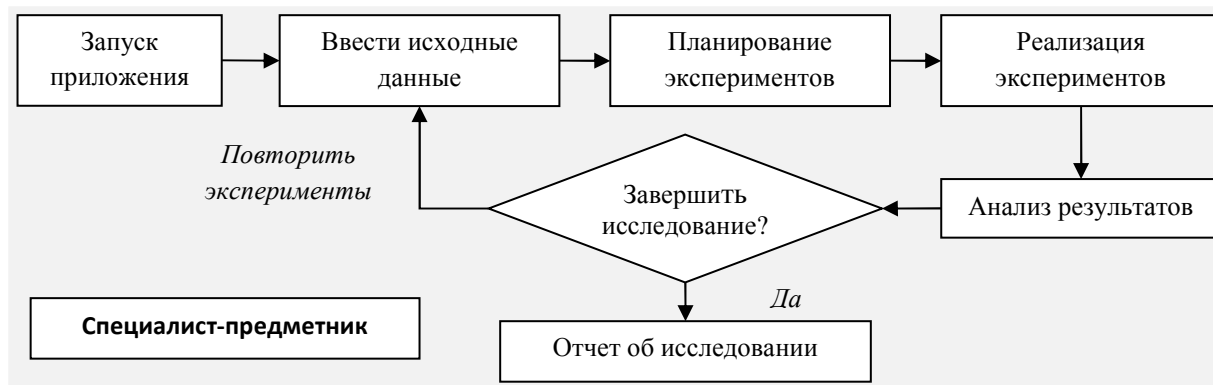 Запуск
приложения
Ввести исходные
данные
Планирование
экспериментов
Реализация
экспериментов
Повторить
эксперименты
Завершить
исследование?
Анализ результатов
Да
Специалист-предметник
Отчет об исследовании